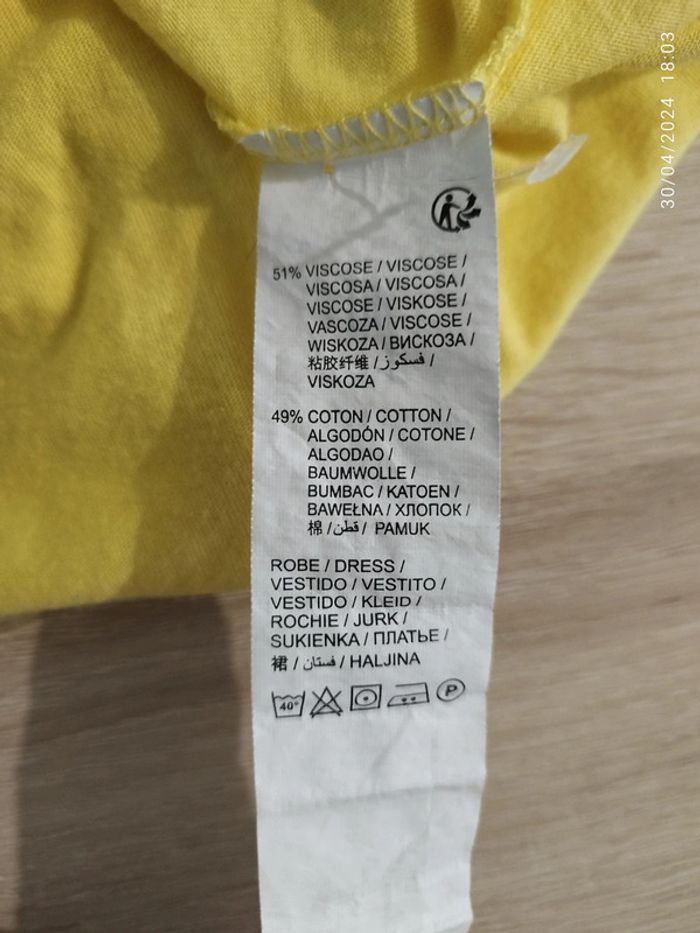 30/04/2024 18:03
51% VISCOSE / VISCOSE /
VISCOSA / VISCOSA /
VISCOSE / VISKOSE /
VASCOZA / VISCOSE /
WISKOZA / ВИСКОЗА /
粘胶纤维 / فسكوز /
VISKOZA
49% COTON / COTTON /
ALGODÓN / COTONE /
ALGODAO /
BAUMWOLLE /
BUMBAC / KATOEN /
BAWEŁNA / ХЛОПОК /
棉 / قطن / PAMUK
ROBE / DRESS /
VESTIDO / VESTITO /
VESTIDO / KLEID /
ROCHIE / JURK /
SUKIENKA / ПЛАТЬЕ /
裙 / فستان / HALJINA
40° P